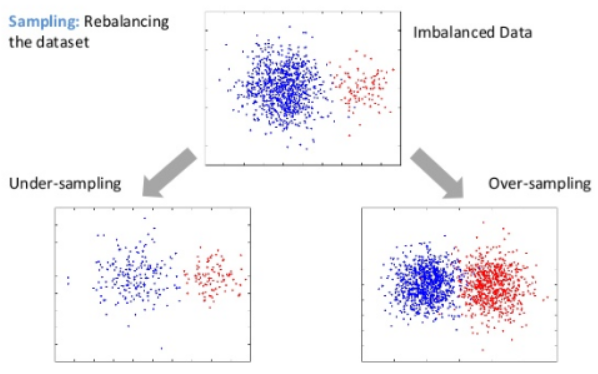 Sampling: Rebalancing
the dataset
Imbalanced Data
Under-sampling
Over-sampling